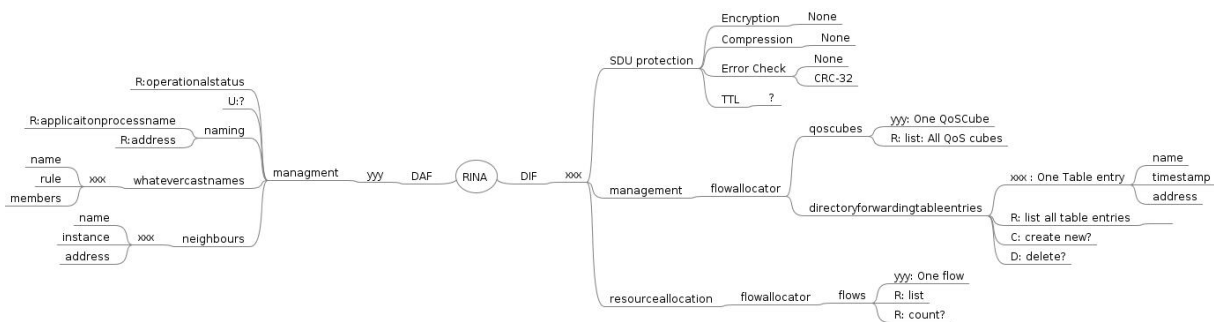 RINA
DAF
yyy
managment
R:operationalstatus
U:?
naming
R:applicaitonprocessname
R:address
whatevercastnames
xxx
name
rule
members
neighbours
xxx
name
instance
address
DIF
xxx
SDU protection
Encryption
None
Compression
None
Error Check
None
CRC-32
TTL
?
management
flowallocator
qoscubes
yyy: One QoSCube
R: list: All QoS cubes
directoryforwardingtableentries
xxx : One Table entry
name
timestamp
address
R: list all table entries
C: create new?
D: delete?
resourceallocation
flowallocator
flows
yyy: One flow
R: list
R: count?